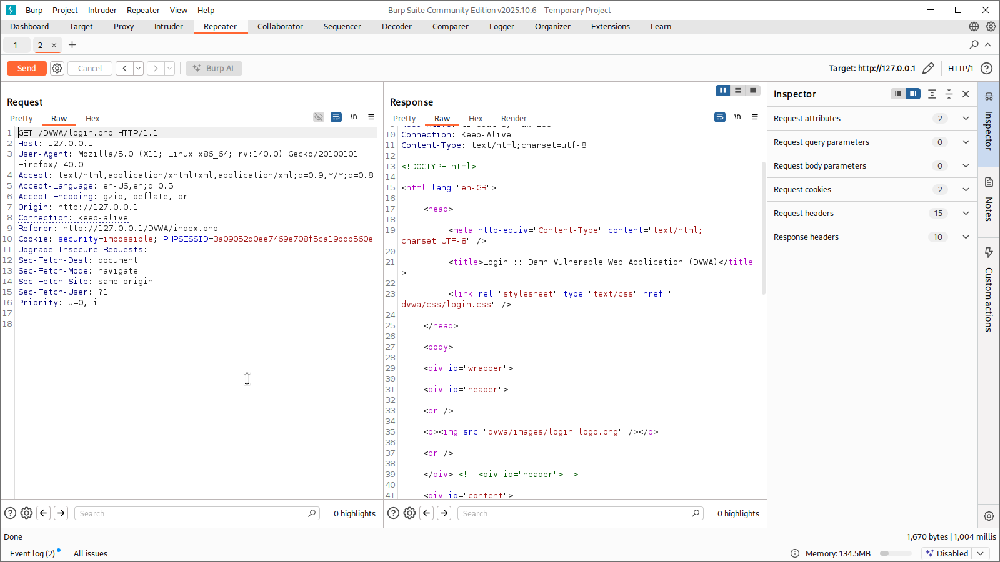 Burp Project Intruder Repeater View Help
Burp Suite Community Edition v2025.10.6 - Temporary Project
Dashboard Target Proxy Intruder Repeater Collaborator Sequencer Decoder Comparer Logger Organizer Extensions Learn
1 2 × +
Send Cancel < > Burp AI
Target: http://127.0.0.1 HTTP/1 ?
Request
Pretty Raw Hex \n
1 GET /DVWA/login.php HTTP/1.1
2 Host: 127.0.0.1
3 User-Agent: Mozilla/5.0 (X11; Linux x86_64; rv:140.0) Gecko/20100101
Firefox/140.0
4 Accept: text/html,application/xhtml+xml,application/xml;q=0.9,*/*;q=0.8
5 Accept-Language: en-US,en;q=0.5
6 Accept-Encoding: gzip, deflate, br
7 Origin: http://127.0.0.1
8 Connection: keep-alive
9 Referer: http://127.0.0.1/DVWA/index.php
10 Cookie: security=impossible; PHPSESSID=3a09052d0ee7469e708f5ca19bdb560e
11 Upgrade-Insecure-Requests: 1
12 Sec-Fetch-Dest: document
13 Sec-Fetch-Mode: navigate
14 Sec-Fetch-Site: same-origin
15 Sec-Fetch-User: ?1
16 Priority: u=0, i
17
18
? Search 0 highlights
Response
Pretty Raw Hex Render \n
10 Connection: Keep-Alive
11 Content-Type: text/html;charset=utf-8
12
13 <!DOCTYPE html>
14
15 <html lang="en-GB">
16
17 <head>
18
19 <meta http-equiv="Content-Type" content="text/html;
charset=UTF-8" />
20
21 <title>Login :: Damn Vulnerable Web Application (DVWA)</title
>
22
23 <link rel="stylesheet" type="text/css" href="
dvwa/css/login.css" />
24
25 </head>
26
27 <body>
28
29 <div id="wrapper">
30
31 <div id="header">
32
33 <br />
34
35 <p><img src="dvwa/images/login_logo.png" /></p>
36
37 <br />
38
39 </div> <!--<div id="header">-->
40
41 <div id="content">
? Search 0 highlights
Inspector
Request attributes 2
Request query parameters 0
Request body parameters 0
Request cookies 2
Request headers 15
Response headers 10
Inspector
Notes
Custom actions
Done
1,670 bytes | 1,004 millis
Event log (2) All issues
Memory: 134.5MB Disabled